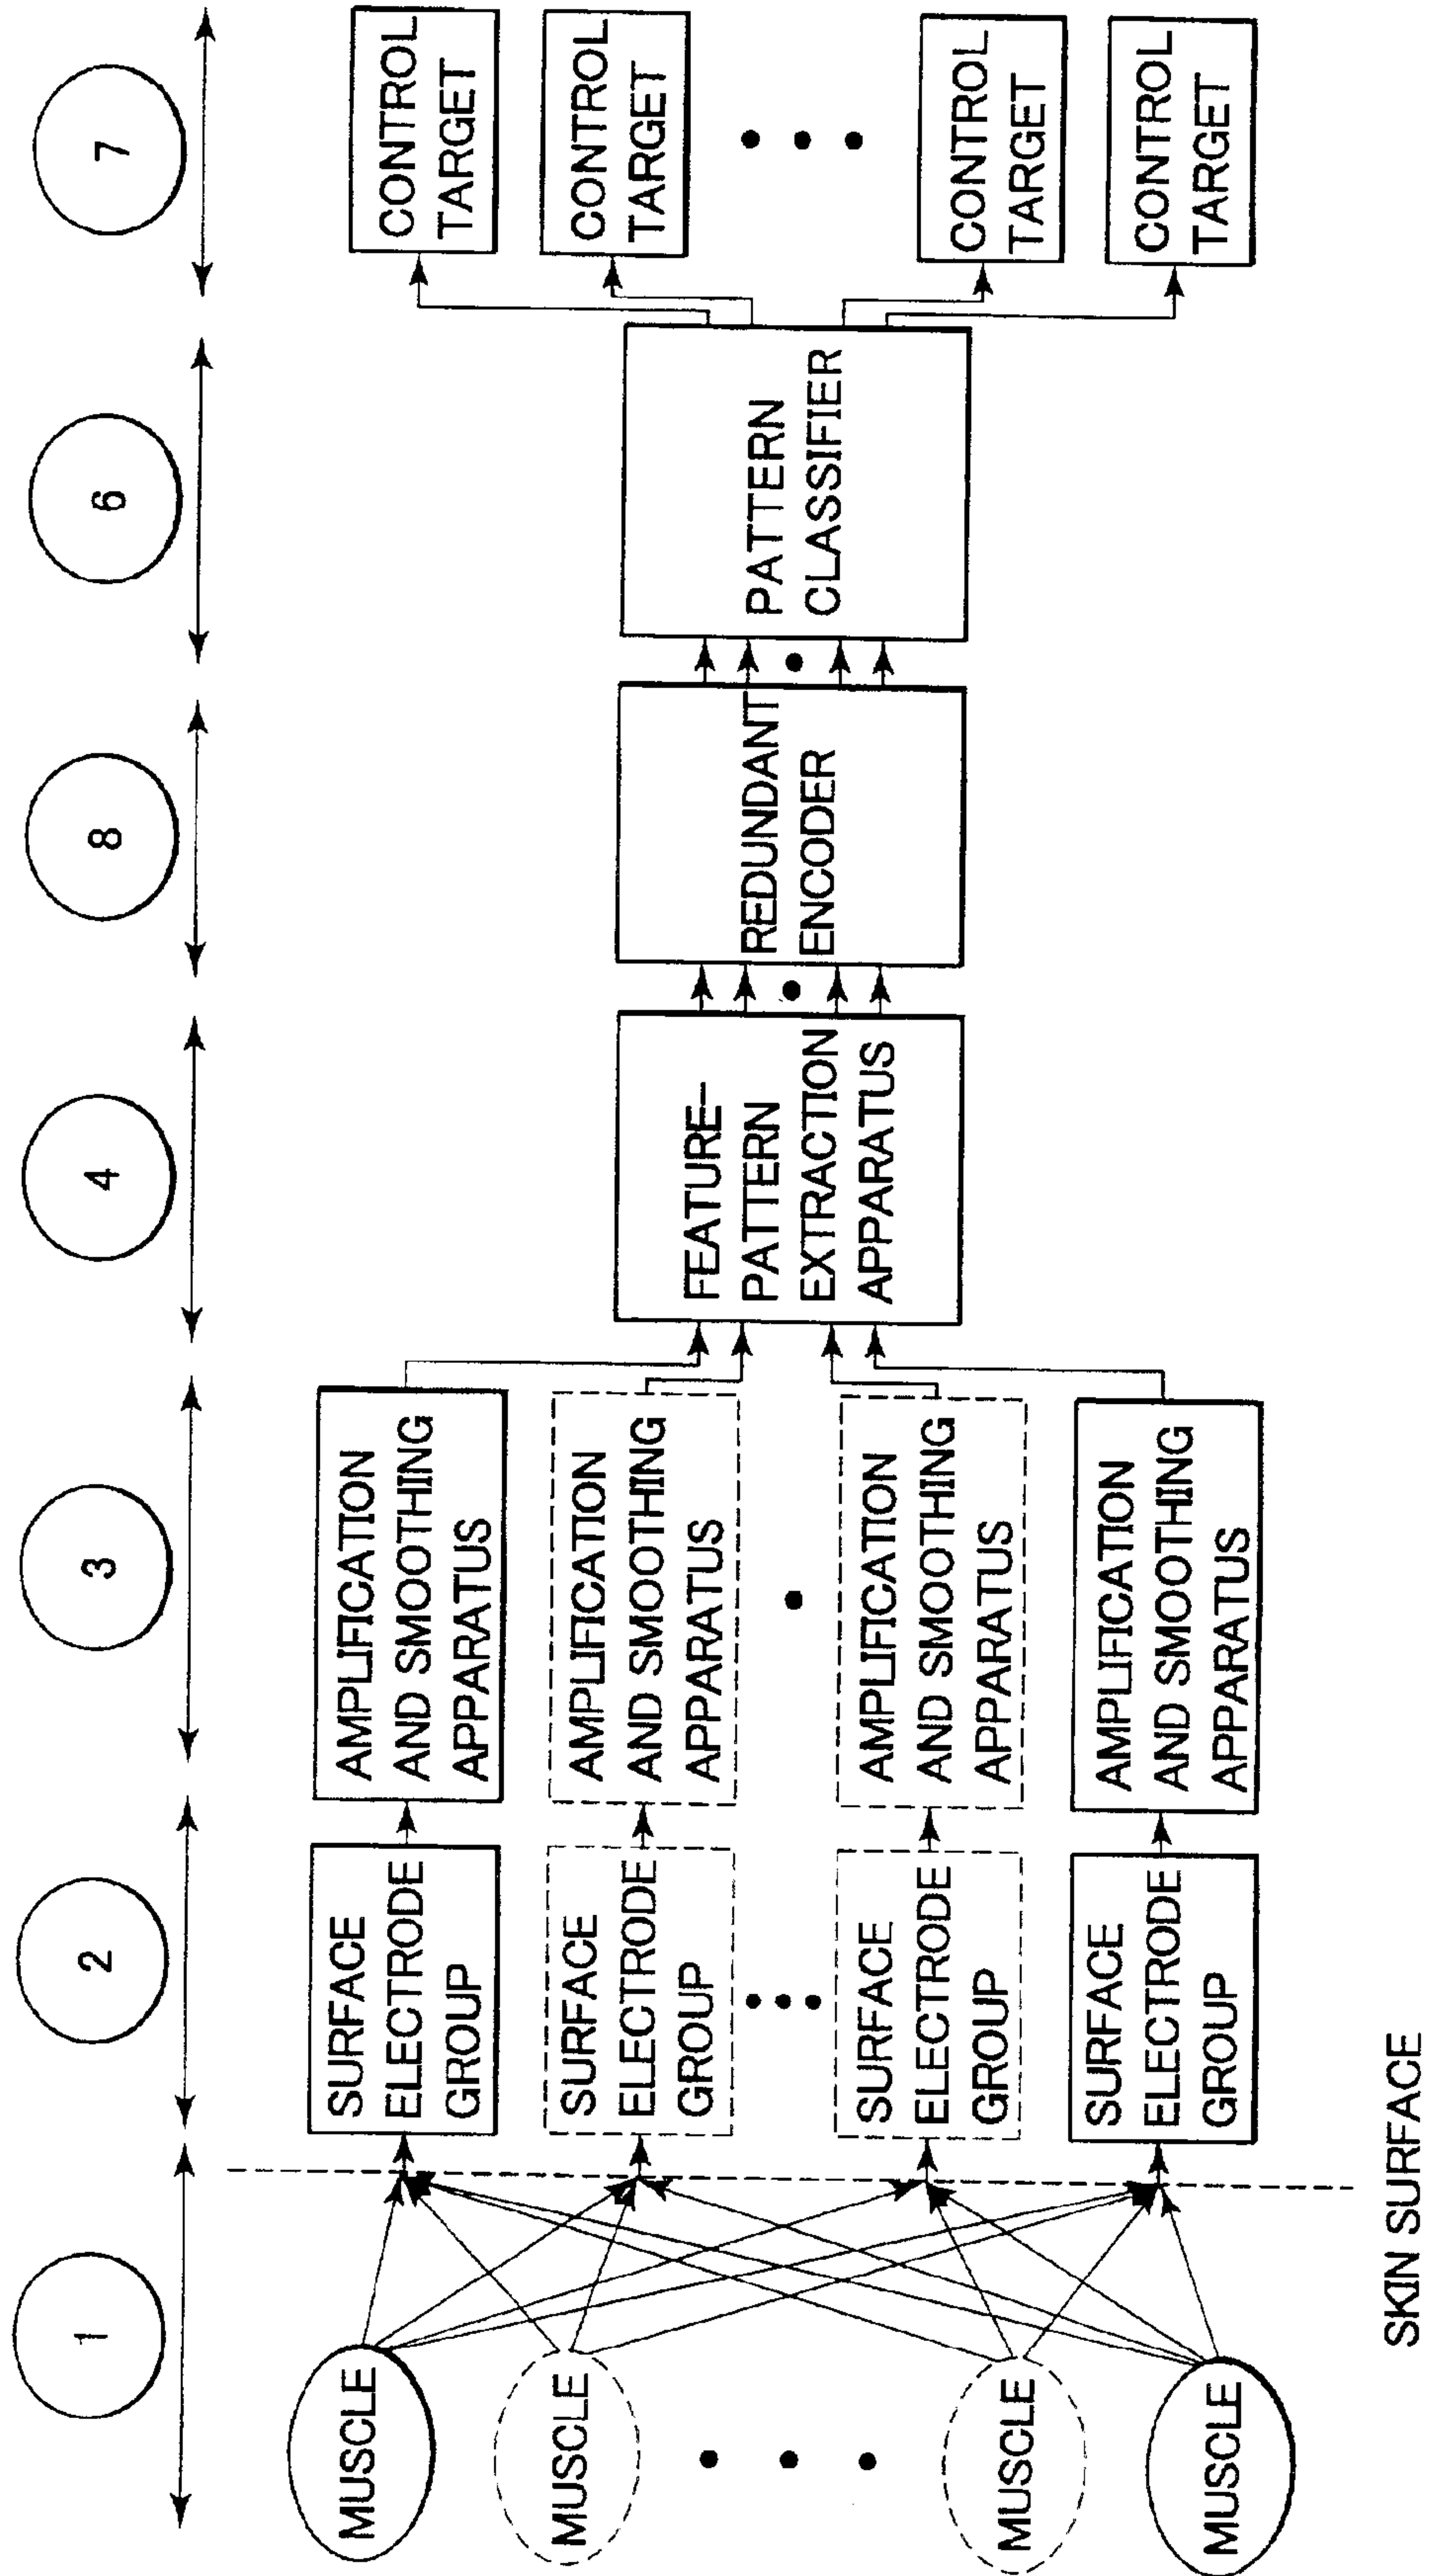 1
2
3
4
8
6
7
MUSCLE
MUSCLE
MUSCLE
MUSCLE
SKIN SURFACE
SURFACE
ELECTRODE
GROUP
SURFACE
ELECTRODE
GROUP
SURFACE
ELECTRODE
GROUP
SURFACE
ELECTRODE
GROUP
AMPLIFICATION
AND SMOOTHING
APPARATUS
AMPLIFICATION
AND SMOOTHING
APPARATUS
AMPLIFICATION
AND SMOOTHING
APPARATUS
AMPLIFICATION
AND SMOOTHING
APPARATUS
FEATURE-
PATTERN
EXTRACTION
APPARATUS
REDUNDANT
ENCODER
PATTERN
CLASSIFIER
CONTROL
TARGET
CONTROL
TARGET
CONTROL
TARGET
CONTROL
TARGET